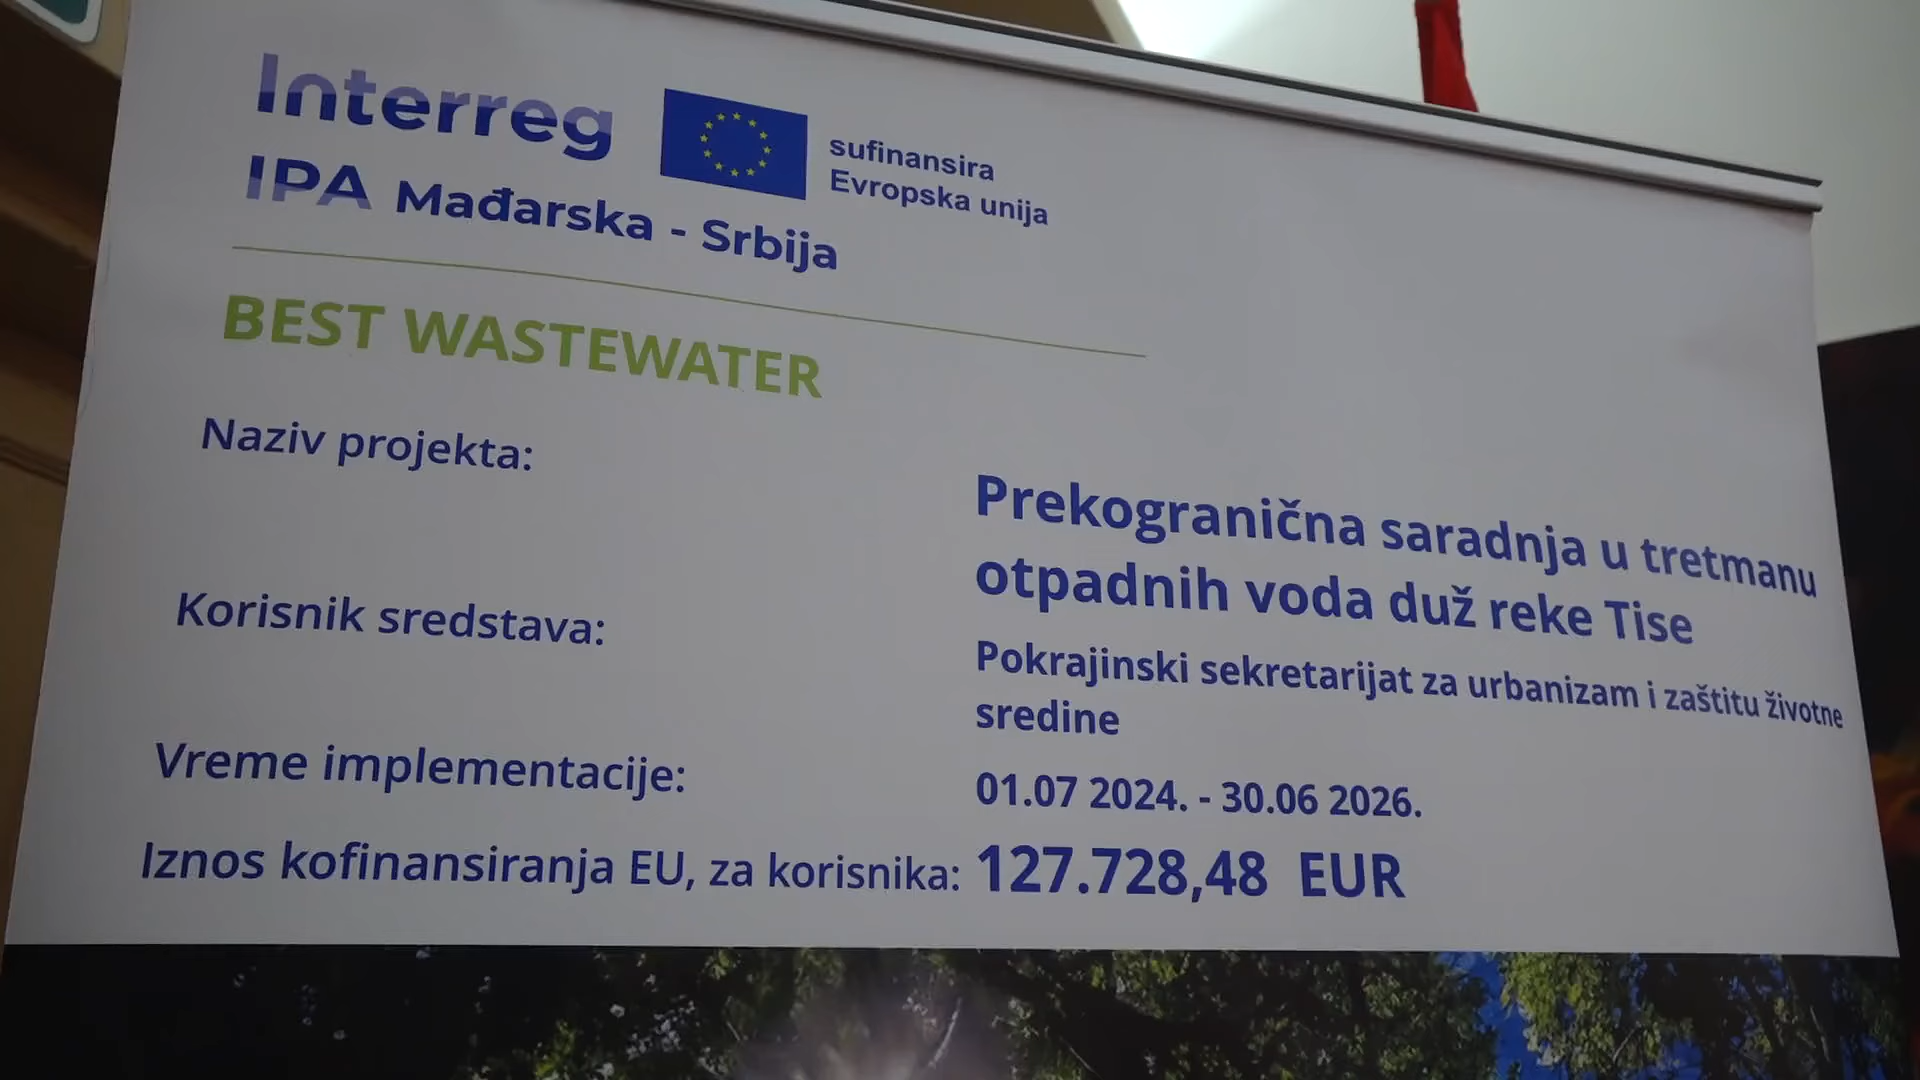 Interreg
sufinansira
Evropska unija
IPA Mađarska - Srbija
BEST WASTEWATER
Naziv projekta:
Prekogranična saradnja u tretmanu
otpadnih voda duž reke Tise
Korisnik sredstava:
Pokrajinski sekretarijat za urbanizam i zaštitu životne
sredine
Vreme implementacije:
01.07 2024. - 30.06 2026.
Iznos kofinansiranja EU, za korisnika: 127.728,48 EUR